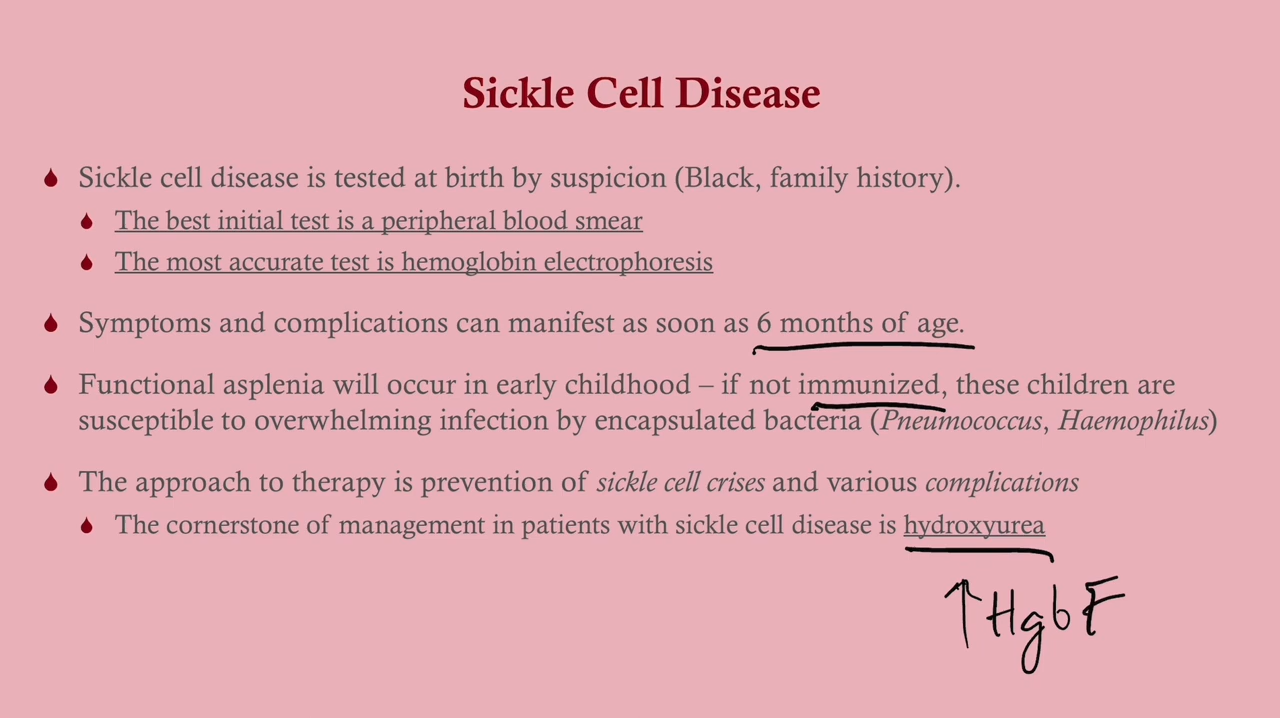 Sickle Cell Disease
Sickle cell disease is tested at birth by suspicion (Black, family history).
The best initial test is a peripheral blood smear
The most accurate test is hemoglobin electrophoresis
Symptoms and complications can manifest as soon as 6 months of age.
Functional asplenia will occur in early childhood – if not immunized, these children are
susceptible to overwhelming infection by encapsulated bacteria (Pneumococcus, Haemophilus)
The approach to therapy is prevention of sickle cell crises and various complications
The cornerstone of management in patients with sickle cell disease is hydroxyurea
↑HgbF